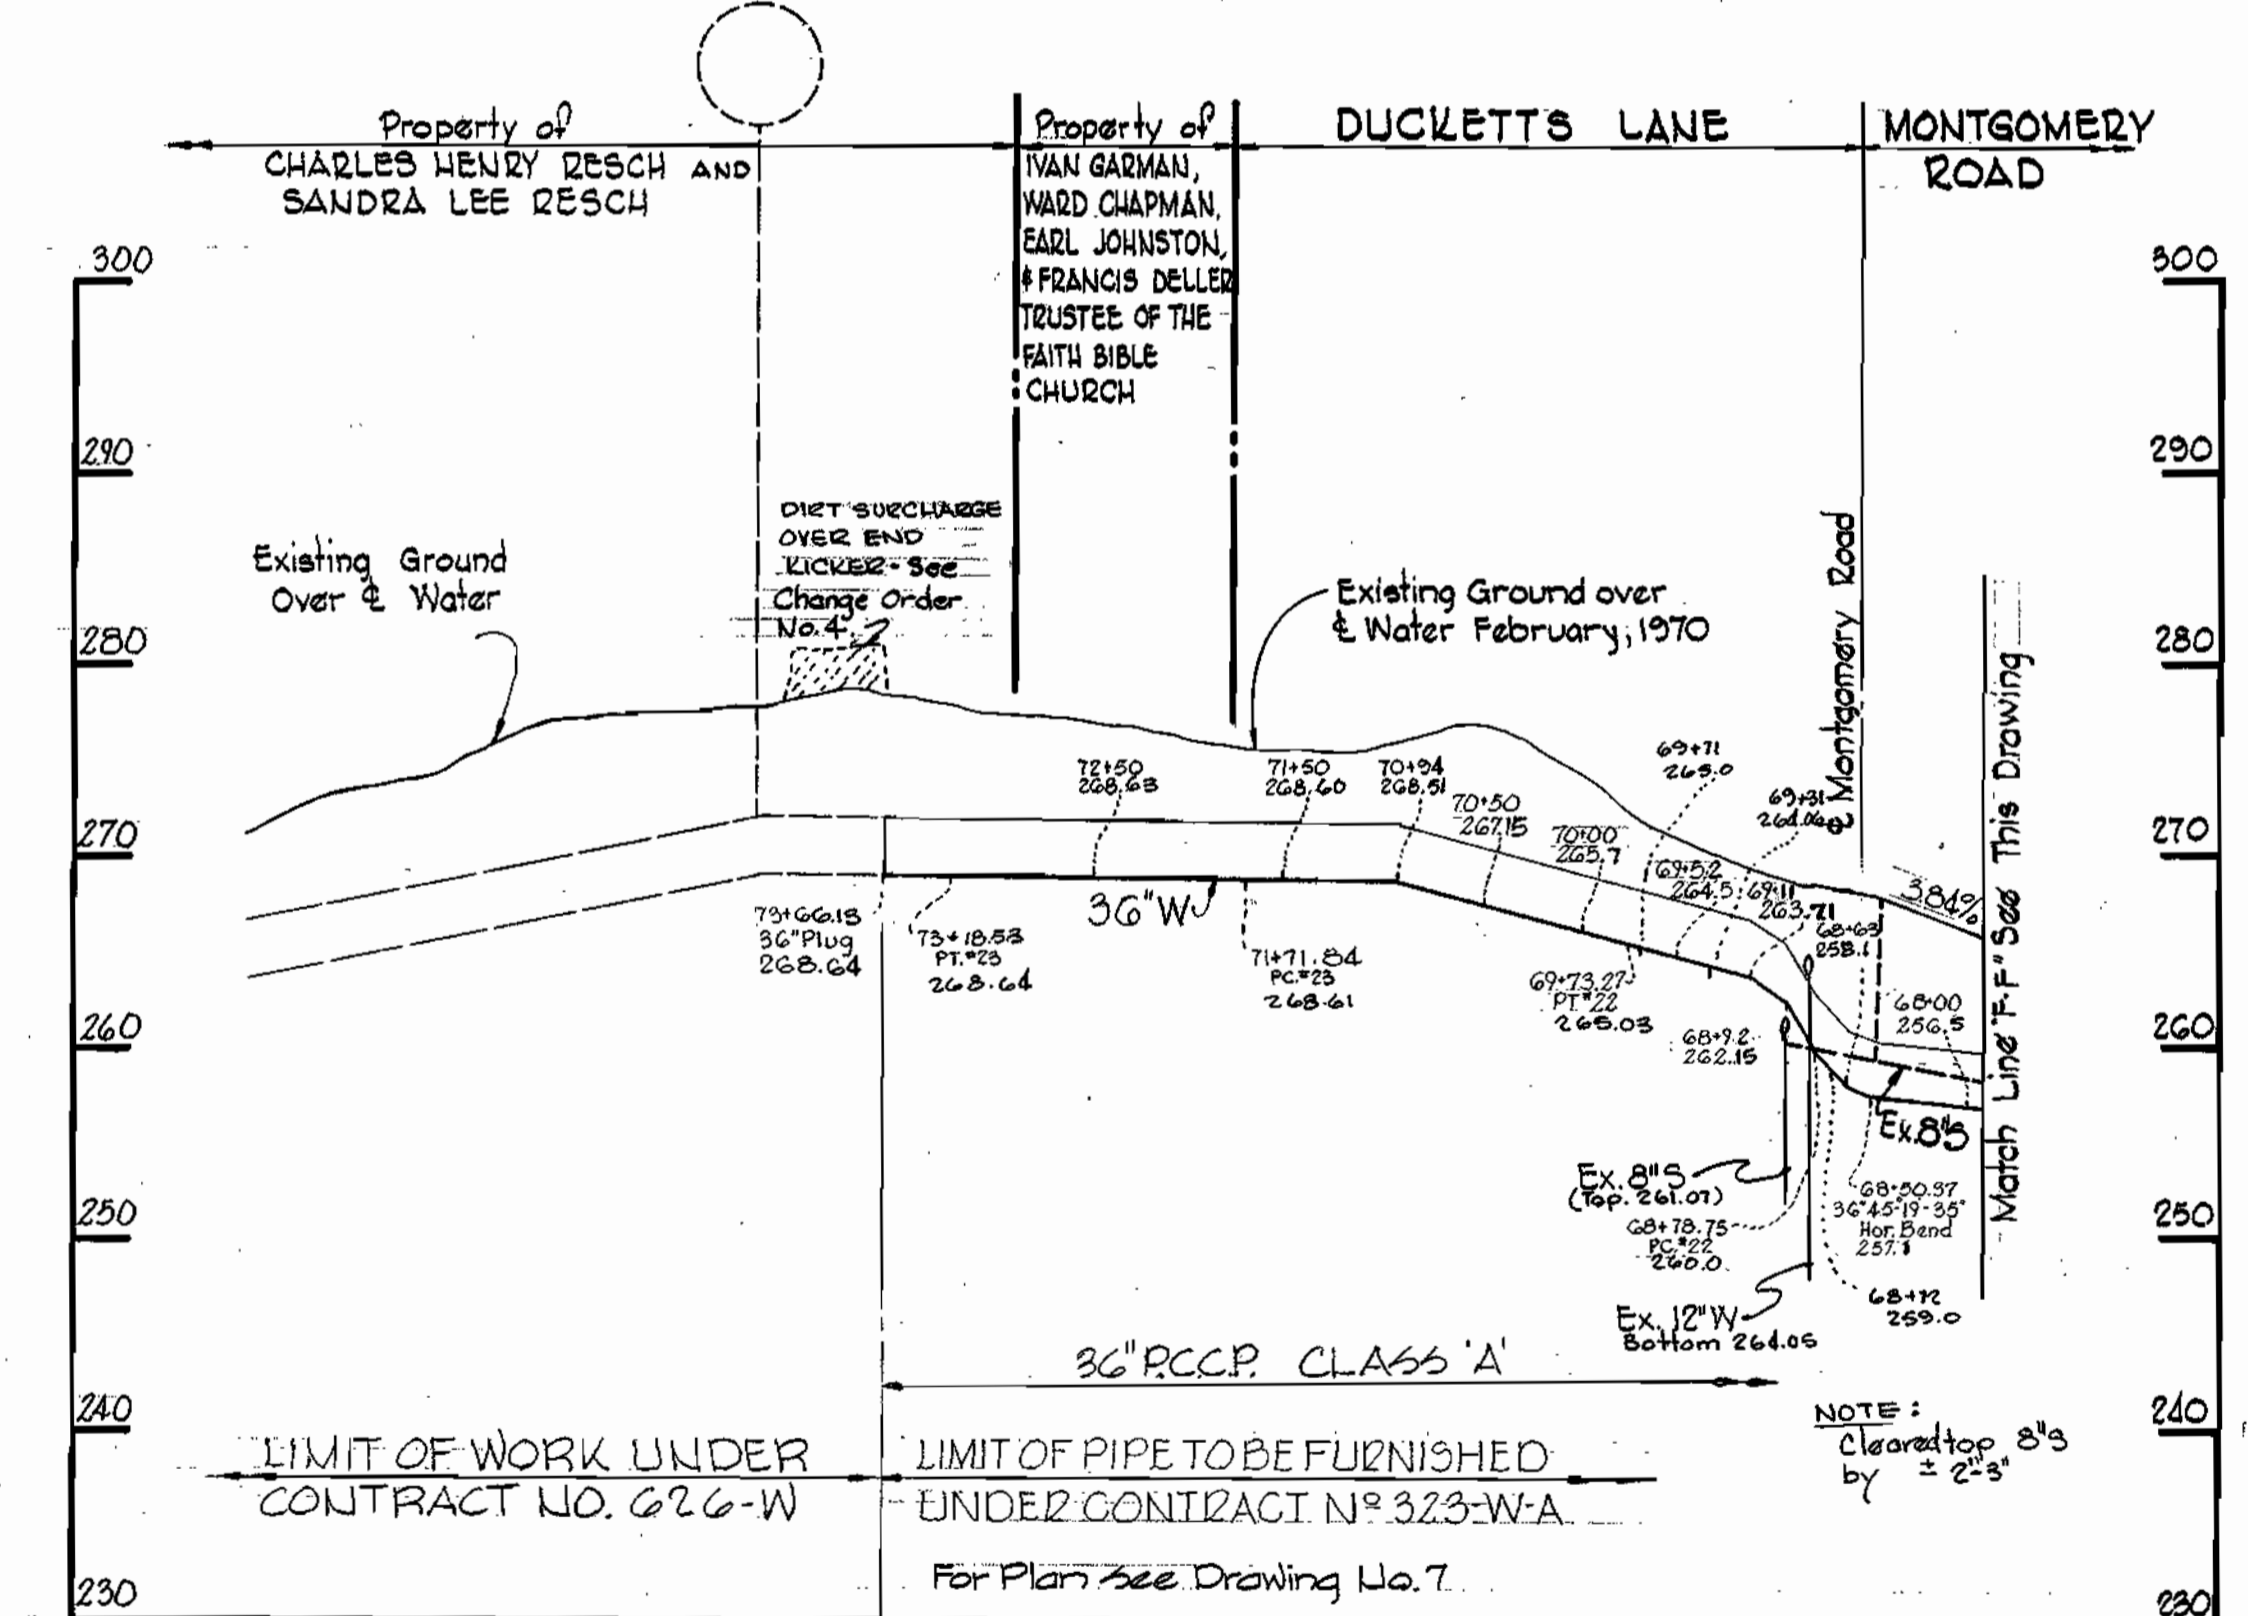 Property of
CHARLES HENRY RESCH AND
SANDRA LEE RESCH
Property of
IVAN GARMAN,
WARD CHAPMAN,
EARL JOHNSTON,
& FRANCIS DELLER
TRUSTEE OF THE
FAITH BIBLE
CHURCH
DUCKETTS LANE
MONTGOMERY
ROAD
300
290
280
270
260
250
240
230
300
290
280
270
260
250
240
230
Existing Ground
Over ℄ Water
DIRT SURCHARGE
OVER END
KICKER - See
Change Order
No. 4.
Existing Ground over
℄ Water February, 1970
℄ Montgomery Road
Match Line "F-F" See This Drawing
72+50
268.63
71+50
268.60
70+94
268.51
70+50
267.15
70+00
265.7
69+71
265.0
69+52
264.5
69+31
264.06
69+11
263.71
68+63
258.1
3.84%
73+66.13
36" Plug
268.64
73+18.53
PT. #23
268.64
36" W
71+71.84
PC. #23
268.61
69+73.27
PT #22
265.03
68+92
262.15
68+00
256.5
Ex. 8"S
Ex. 8"S
(Top. 261.07)
68+78.75
PC. #22
260.0
68+50.37
36"45°-19'-35"
Hor. Bend
257.1
68+72
259.0
Ex. 12" W
Bottom 264.05
36" P.C.C.P. CLASS 'A'
NOTE:
Cleared top 8"S
by ± 2"-3"
LIMIT OF WORK UNDER
CONTRACT NO. 626-W
LIMIT OF PIPE TO BE FURNISHED
UNDER CONTRACT Nº 323-W-A
For Plan See Drawing No. 7